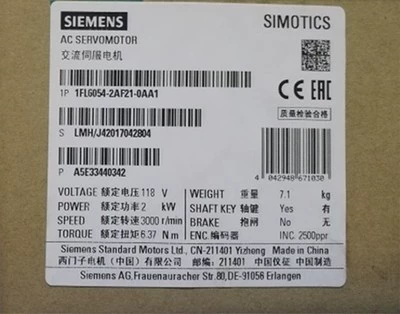 SIEMENS
SIMOTICS
AC SERVOMOTOR
交流伺服电机
1P 1FL6054-2AF21-0AA1
CE EAC
质量检验合格
S LMH/J42017042804
P A5E33440342
4 042948 671030
VOLTAGE 额定电压 118 V WEIGHT 重量 7.1 kg
POWER 额定功率 2 kW SHAFT KEY 轴键 Yes 有
SPEED 额定转速 3000 r/min BRAKE 抱闸 No 无
TORQUE 额定扭矩 6.37 N m ENC. 编码器 INC. 2500ppr
Siemens Standard Motors Ltd., CN-211401 Yizheng Made in China
西门子电机（中国）有限公司 邮编 211401 中国仪征 中国制造
Siemens AG,Frauenauracher Str.80,DE-91056 Erlangen